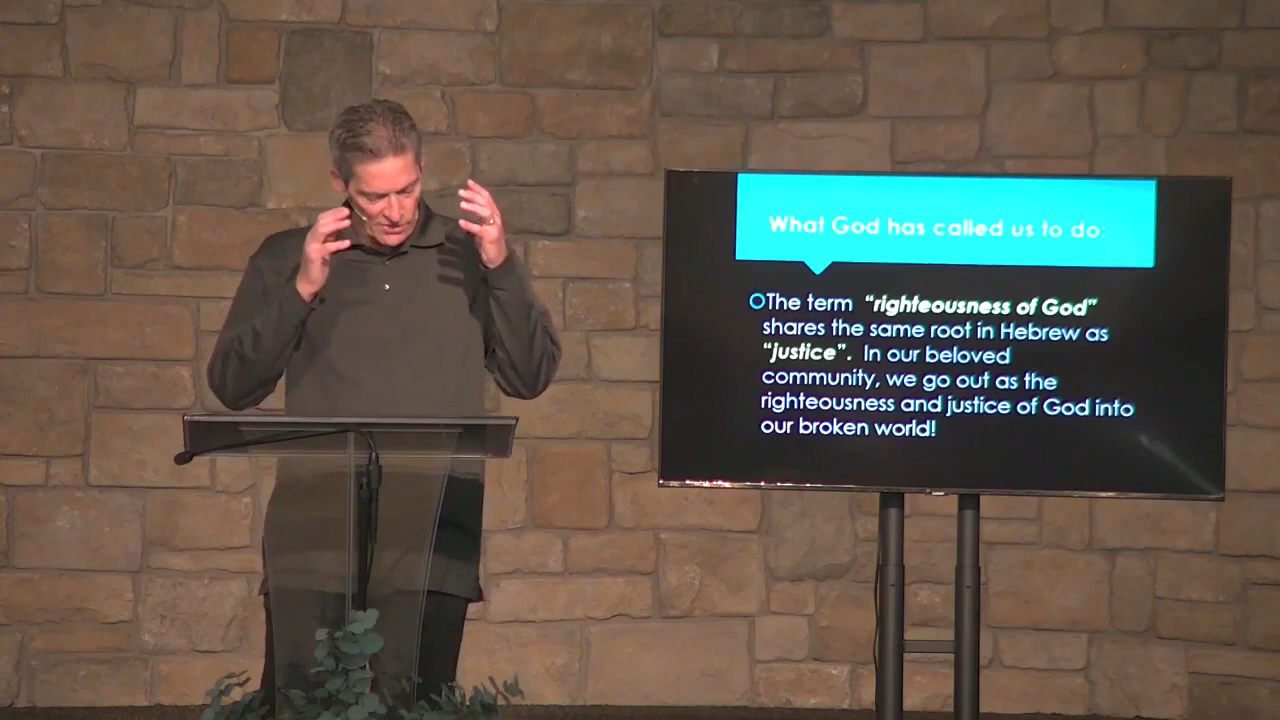 What God has called us to do:
The term "righteousness of God"
shares the same root in Hebrew as
"justice". In our beloved
community, we go out as the
righteousness and justice of God into
our broken world!